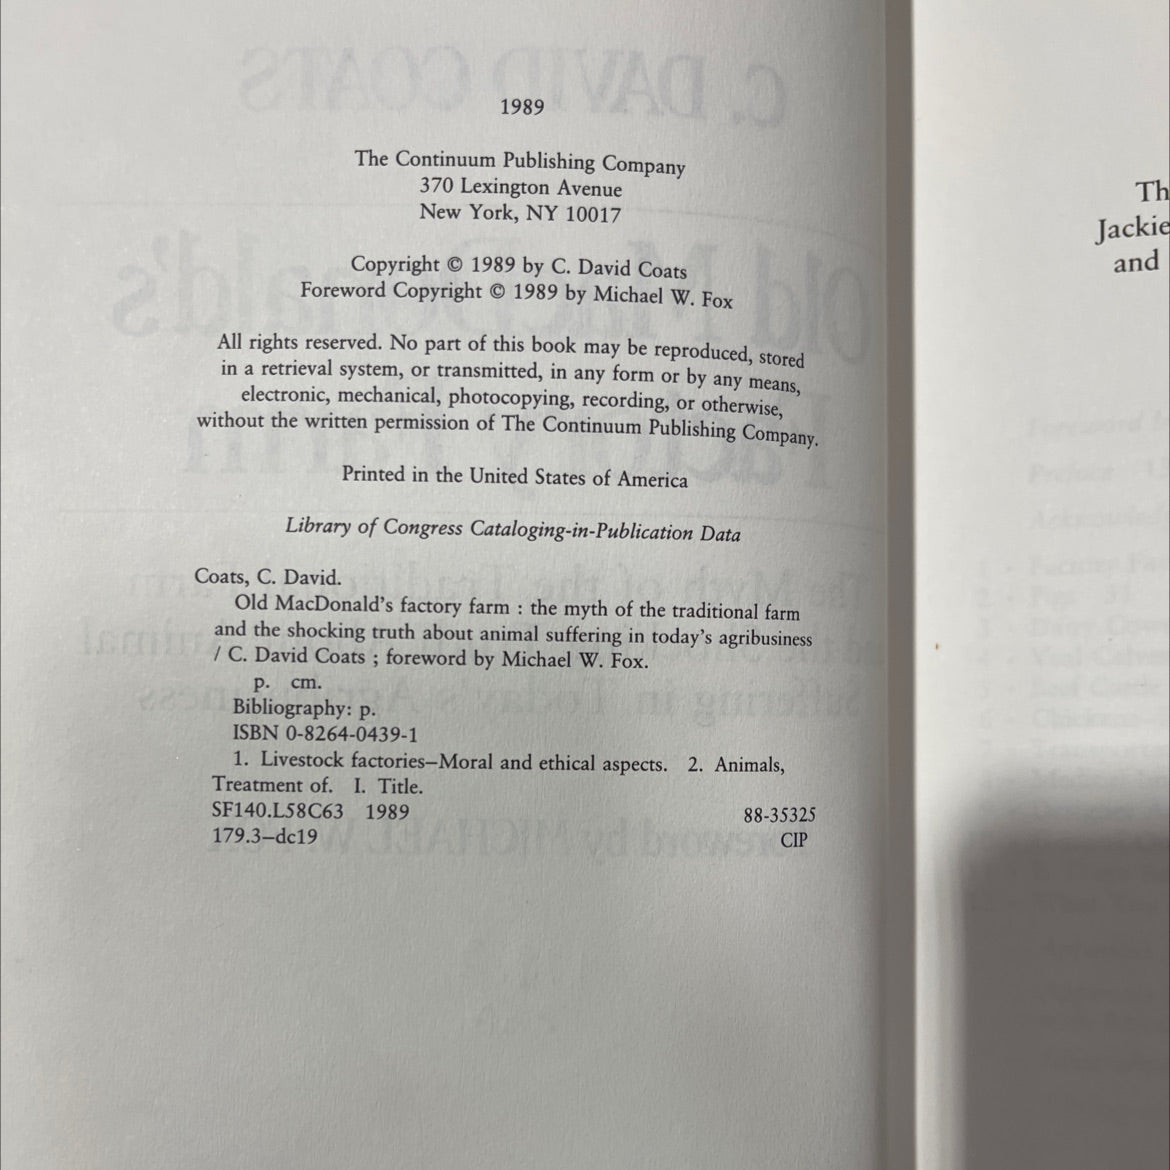 1989
The Continuum Publishing Company
370 Lexington Avenue
New York, NY 10017
Copyright © 1989 by C. David Coats
Foreword Copyright © 1989 by Michael W. Fox
All rights reserved. No part of this book may be reproduced, stored
in a retrieval system, or transmitted, in any form or by any means,
electronic, mechanical, photocopying, recording, or otherwise,
without the written permission of The Continuum Publishing Company.
Printed in the United States of America
Library of Congress Cataloging-in-Publication Data
Coats, C. David.
Old MacDonald's factory farm : the myth of the traditional farm
and the shocking truth about animal suffering in today's agribusiness
/ C. David Coats ; foreword by Michael W. Fox.
p. cm.
Bibliography: p.
ISBN 0-8264-0439-1
1. Livestock factories—Moral and ethical aspects. 2. Animals,
Treatment of. I. Title.
SF140.L58C63 1989 88-35325
179.3—dc19 CIP
Th
Jackie
and